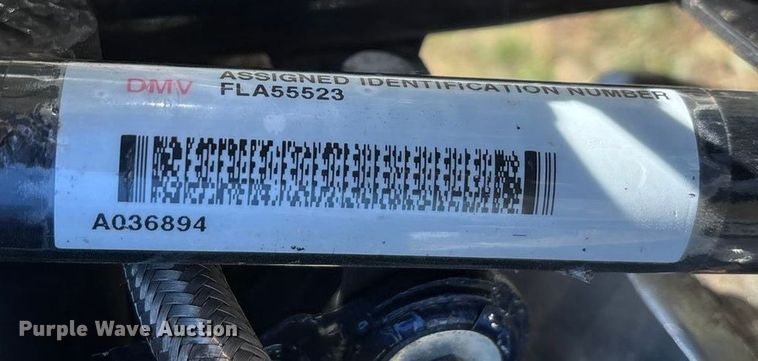 DMV ASSIGNED IDENTIFICATION NUMBER
FLA55523
A036894
Purple Wave Auction